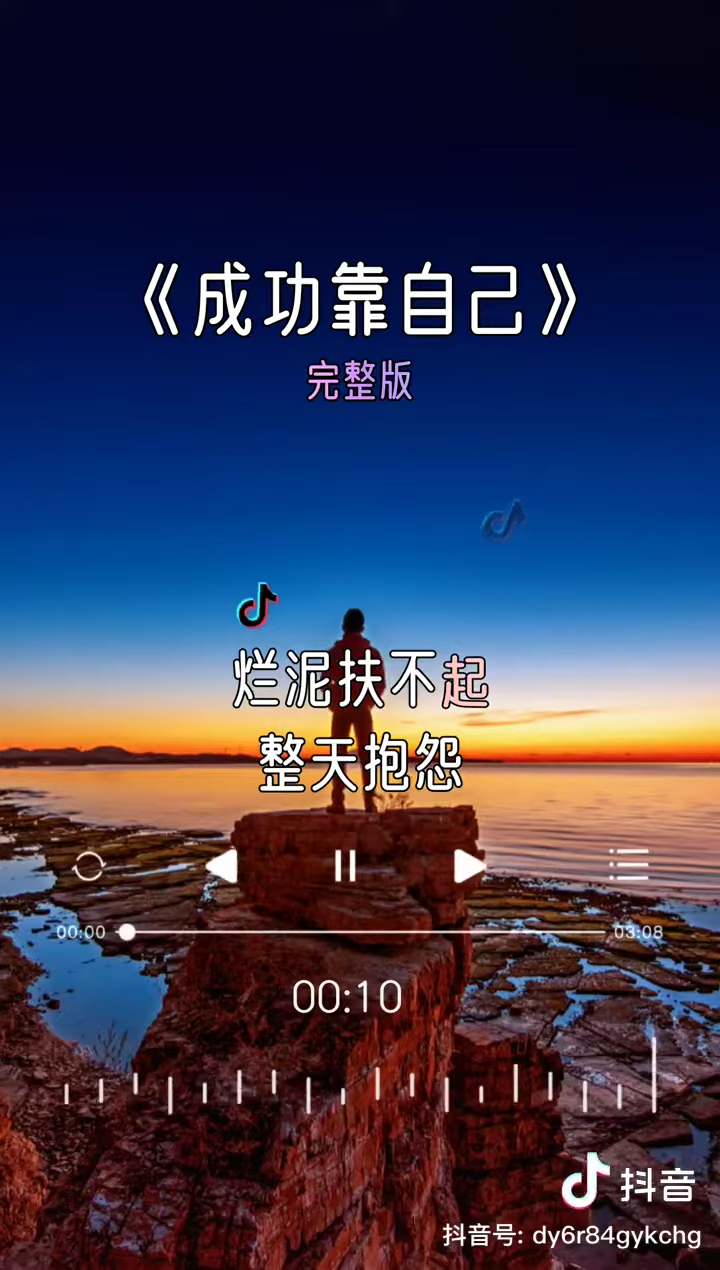 《成功靠自己》
完整版
烂泥扶不起
整天抱怨
00:00
03:08
00:10
抖音
抖音号: dy6r84gykchg